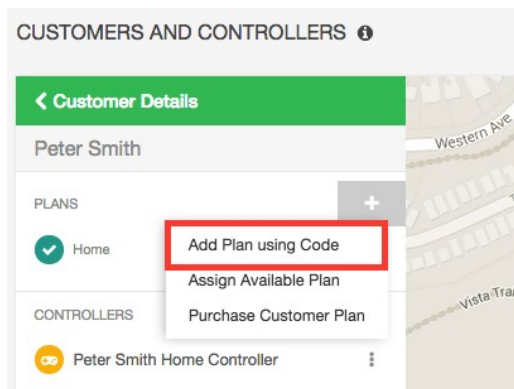 CUSTOMERS AND CONTROLLERS
Customer Details
Western Ave
Peter Smith
PLANS
Home
Add Plan using Code
Assign Available Plan
Purchase Customer Plan
CONTROLLERS
Vista
Peter Smith Home Controller